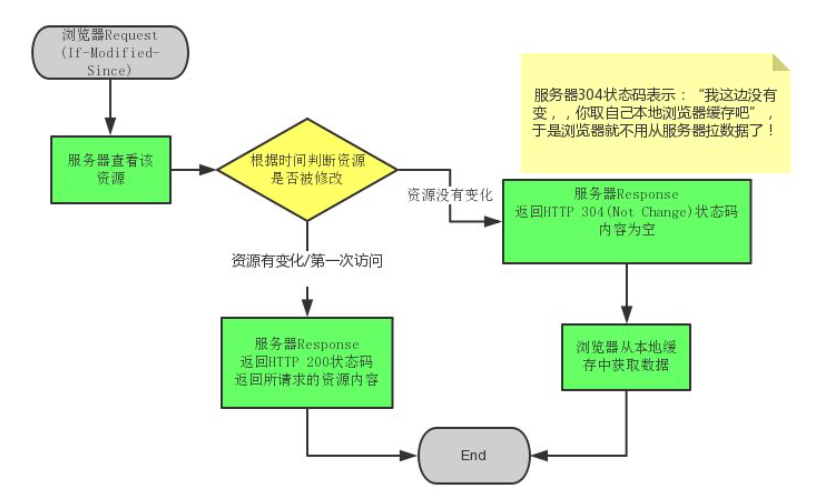 浏览器Request
(If-Modified-
Since)
服务器304状态码表示：“我这边没有
变，，你取自己本地浏览器缓存吧”，
于是浏览器就不用从服务器拉数据了！
服务器查看该
资源
根据时间判断资源
是否被修改
资源没有变化
服务器Response
返回HTTP 304(Not Change)状态码
内容为空
资源有变化/第一次访问
服务器Response
返回HTTP 200状态码
返回所请求的资源内容
浏览器从本地缓
存中获取数据
End